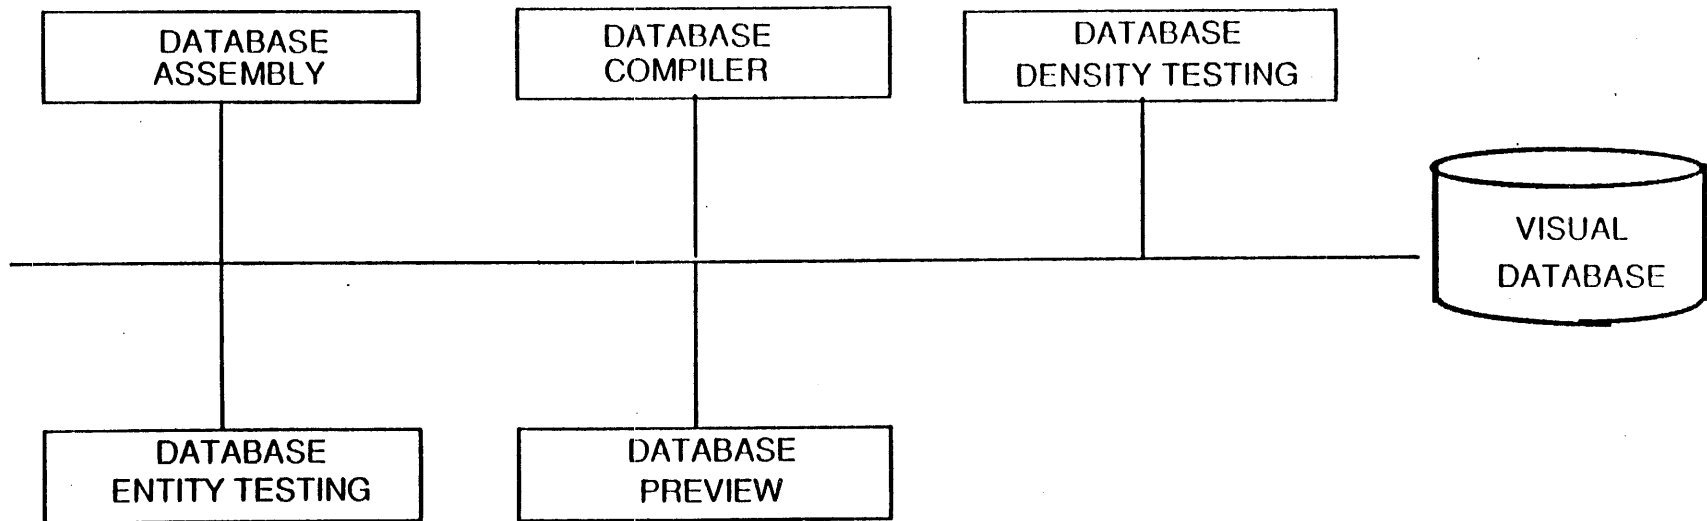 DATABASE
ASSEMBLY
DATABASE
COMPILER
DATABASE
DENSITY TESTING
VISUAL
DATABASE
DATABASE
ENTITY TESTING
DATABASE
PREVIEW